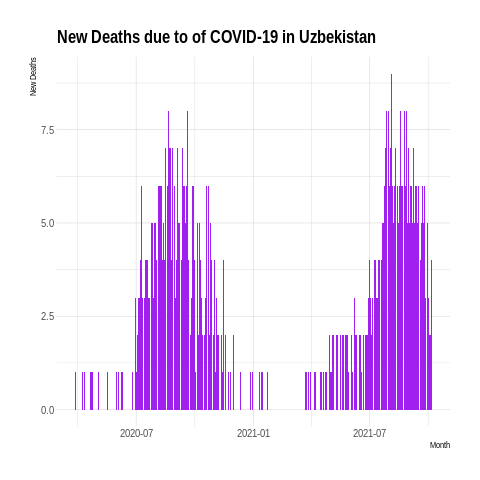 New Deaths due to of COVID-19 in Uzbekistan
New Deaths
7.5
5.0
2.5
0.0
2020-07
2021-01
2021-07
Month